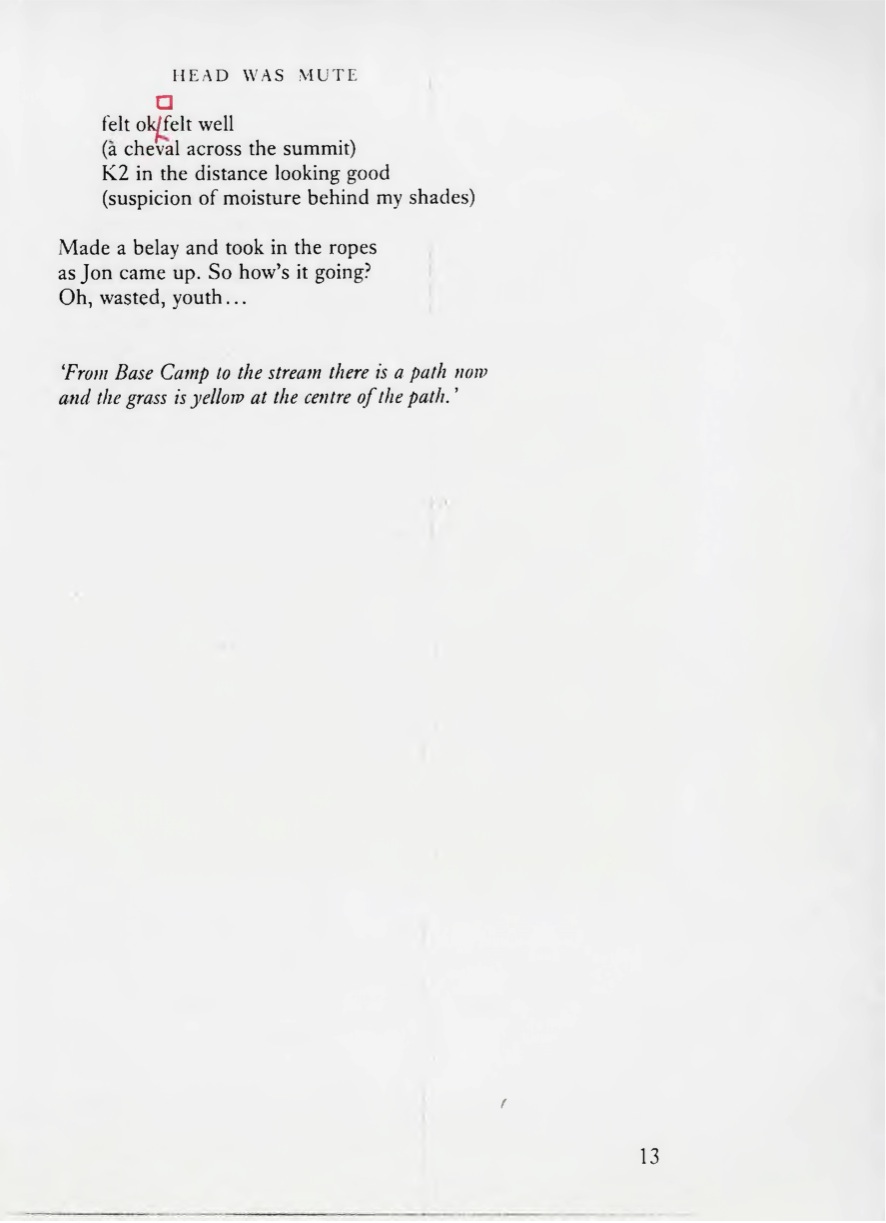 HEAD WAS MUTE
felt ok/felt well
(à cheval across the summit)
K2 in the distance looking good
(suspicion of moisture behind my shades)
Made a belay and took in the ropes
as Jon came up. So how's it going?
Oh, wasted, youth...
‘From Base Camp to the stream there is a path now
and the grass is yellow at the centre of the path.’
13